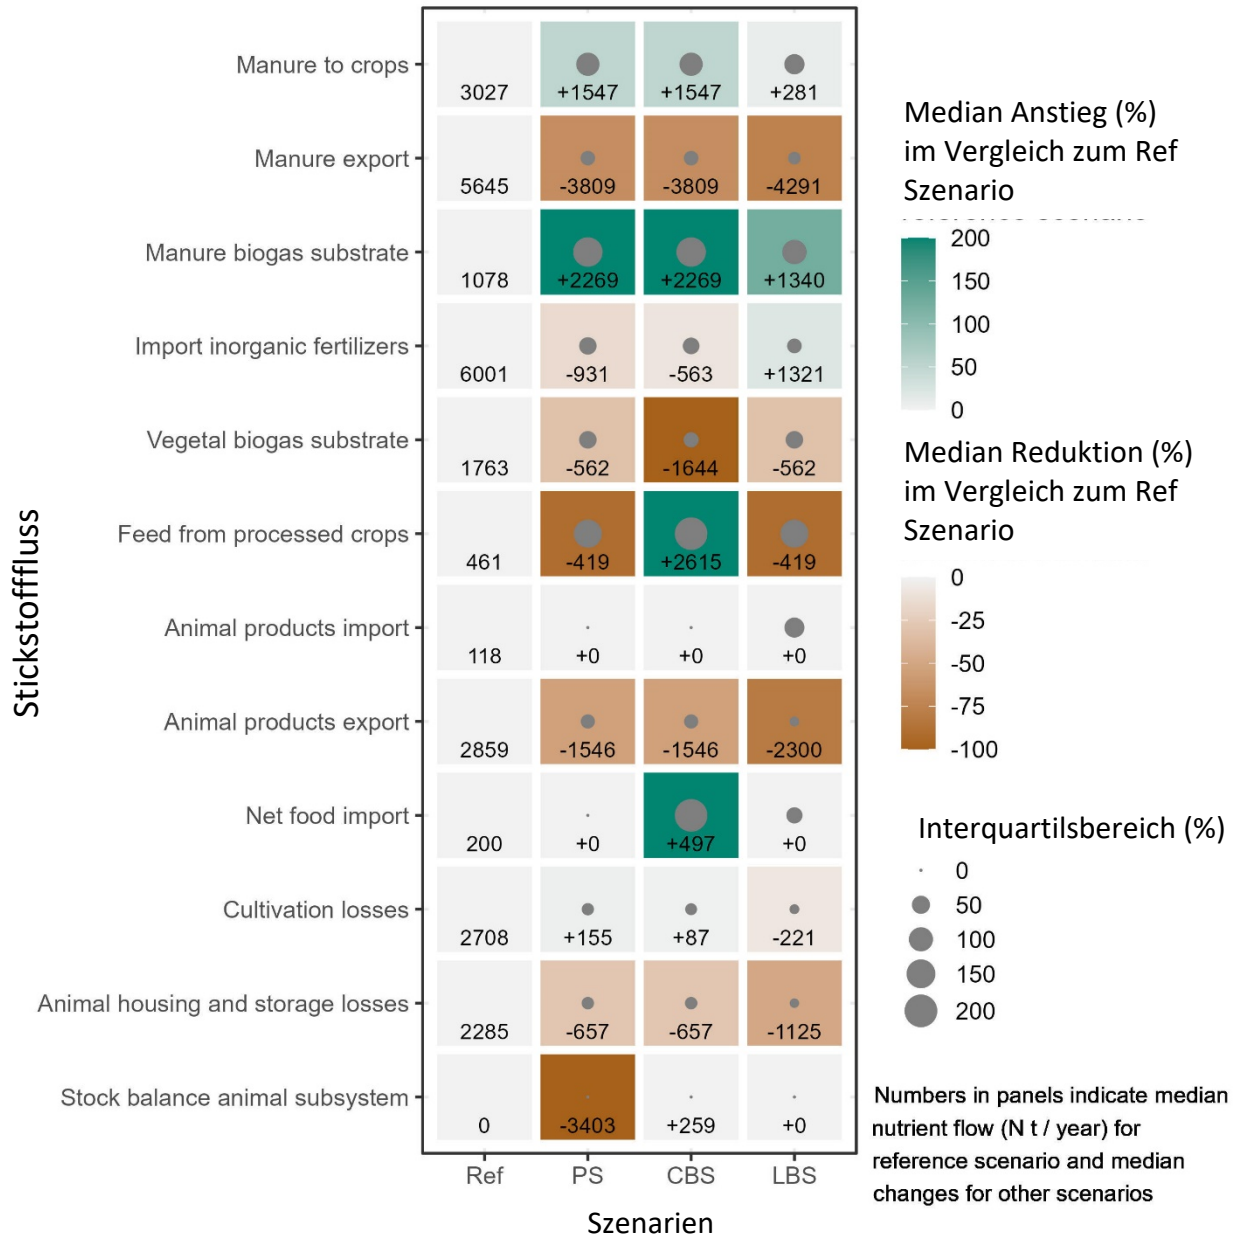 Manure to crops
3027 +1547 +1547 +281
Manure export
5645 -3809 -3809 -4291
Manure biogas substrate
1078 +2269 +2269 +1340
Import inorganic fertilizers
6001 -931 -563 +1321
Vegetal biogas substrate
1763 -562 -1644 -562
Feed from processed crops
461 -419 +2615 -419
Animal products import
118 +0 +0 +0
Animal products export
2859 -1546 -1546 -2300
Net food import
200 +0 +497 +0
Cultivation losses
2708 +155 +87 -221
Animal housing and storage losses
2285 -657 -657 -1125
Stock balance animal subsystem
0 -3403 +259 +0
Ref PS CBS LBS
Szenarien
Stickstofffluss
Median Anstieg (%)
im Vergleich zum Ref
Szenario
200
150
100
50
0
Median Reduktion (%)
im Vergleich zum Ref
Szenario
0
-25
-50
-75
-100
Interquartilsbereich (%)
0
50
100
150
200
Numbers in panels indicate median
nutrient flow (N t / year) for
reference scenario and median
changes for other scenarios